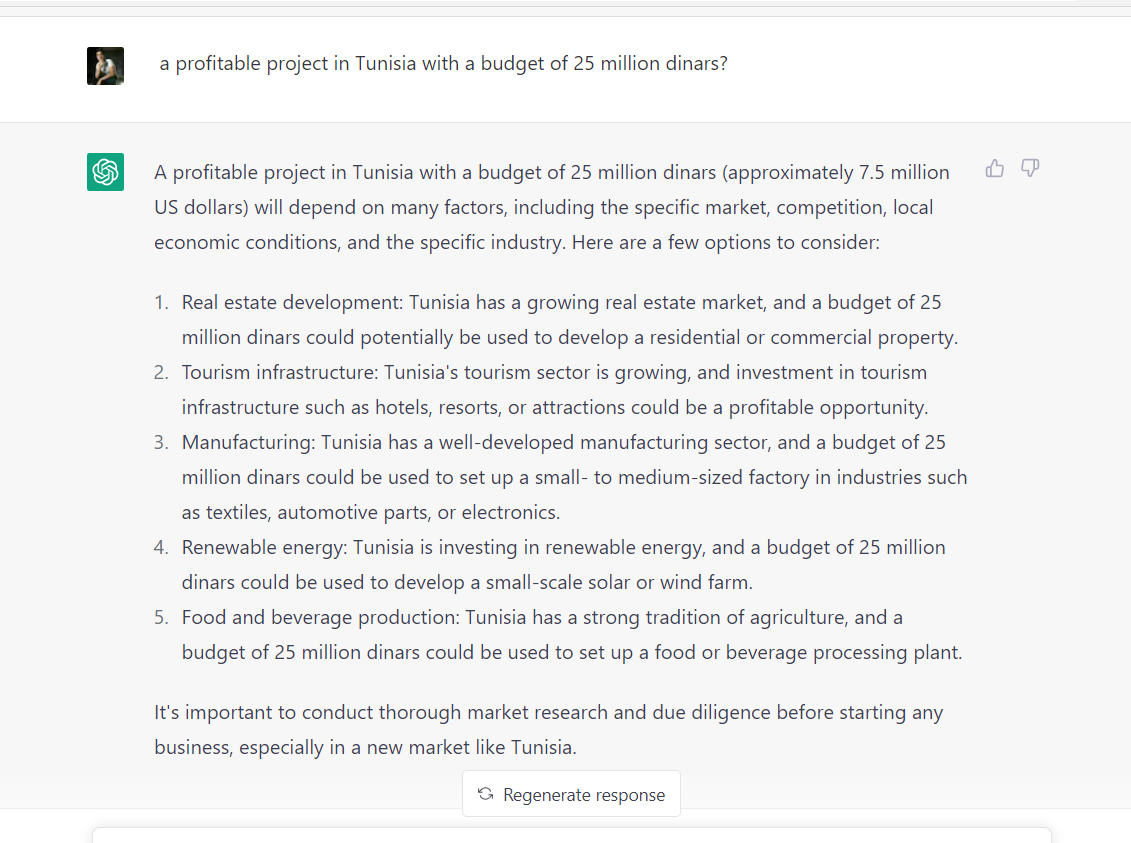 a profitable project in Tunisia with a budget of 25 million dinars?
A profitable project in Tunisia with a budget of 25 million dinars (approximately 7.5 million
US dollars) will depend on many factors, including the specific market, competition, local
economic conditions, and the specific industry. Here are a few options to consider:
1. Real estate development: Tunisia has a growing real estate market, and a budget of 25
million dinars could potentially be used to develop a residential or commercial property.
2. Tourism infrastructure: Tunisia's tourism sector is growing, and investment in tourism
infrastructure such as hotels, resorts, or attractions could be a profitable opportunity.
3. Manufacturing: Tunisia has a well-developed manufacturing sector, and a budget of 25
million dinars could be used to set up a small- to medium-sized factory in industries such
as textiles, automotive parts, or electronics.
4. Renewable energy: Tunisia is investing in renewable energy, and a budget of 25 million
dinars could be used to develop a small-scale solar or wind farm.
5. Food and beverage production: Tunisia has a strong tradition of agriculture, and a
budget of 25 million dinars could be used to set up a food or beverage processing plant.
It's important to conduct thorough market research and due diligence before starting any
business, especially in a new market like Tunisia.
Regenerate response